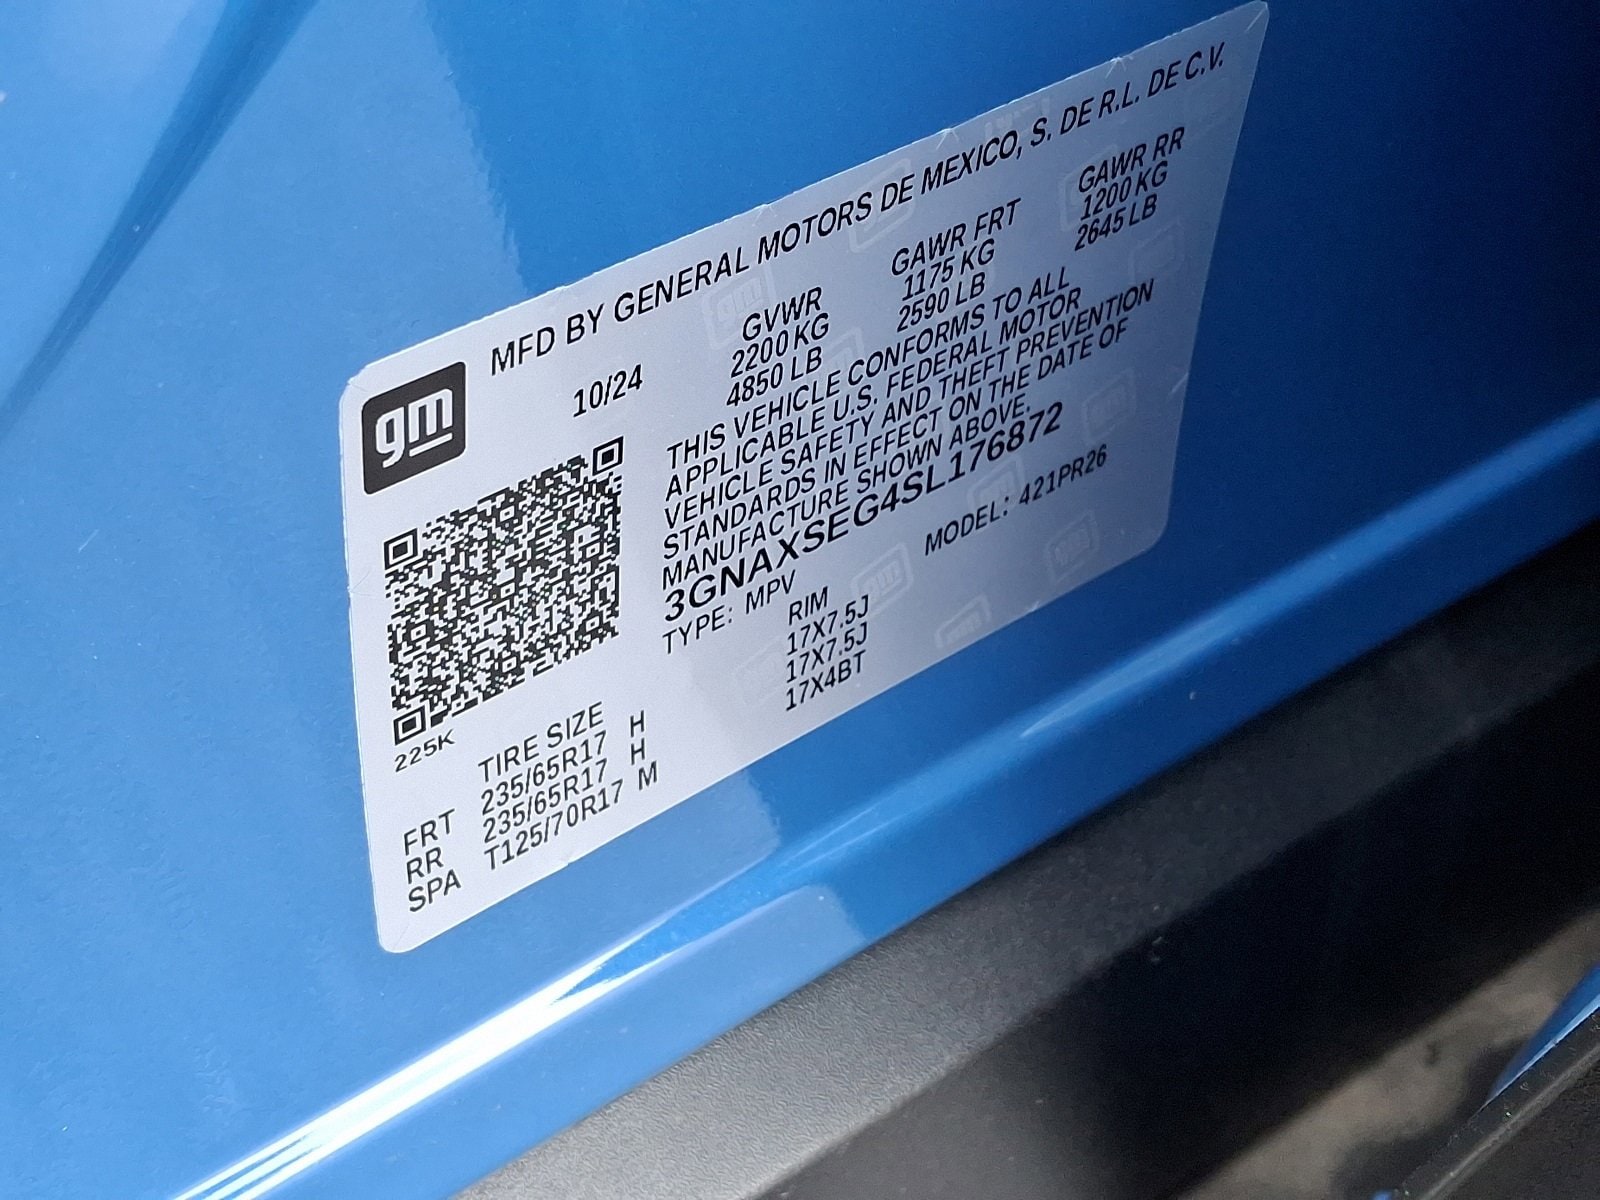 MFD BY GENERAL MOTORS DE MEXICO, S. DE R.L. DE C.V.
gm
10/24
GVWR
2200 KG
4850 LB
GAWR FRT
1175 KG
2590 LB
GAWR RR
1200 KG
2645 LB
THIS VEHICLE CONFORMS TO ALL
APPLICABLE U.S. FEDERAL MOTOR
VEHICLE SAFETY AND THEFT PREVENTION
STANDARDS IN EFFECT ON THE DATE OF
MANUFACTURE SHOWN ABOVE.
3GNAXSEG4SL176872
TYPE: MPV
MODEL: 421PR26
225K
TIRE SIZE RIM
FRT 235/65R17 H 17X7.5J
RR 235/65R17 H 17X7.5J
SPA T125/70R17 M 17X4BT